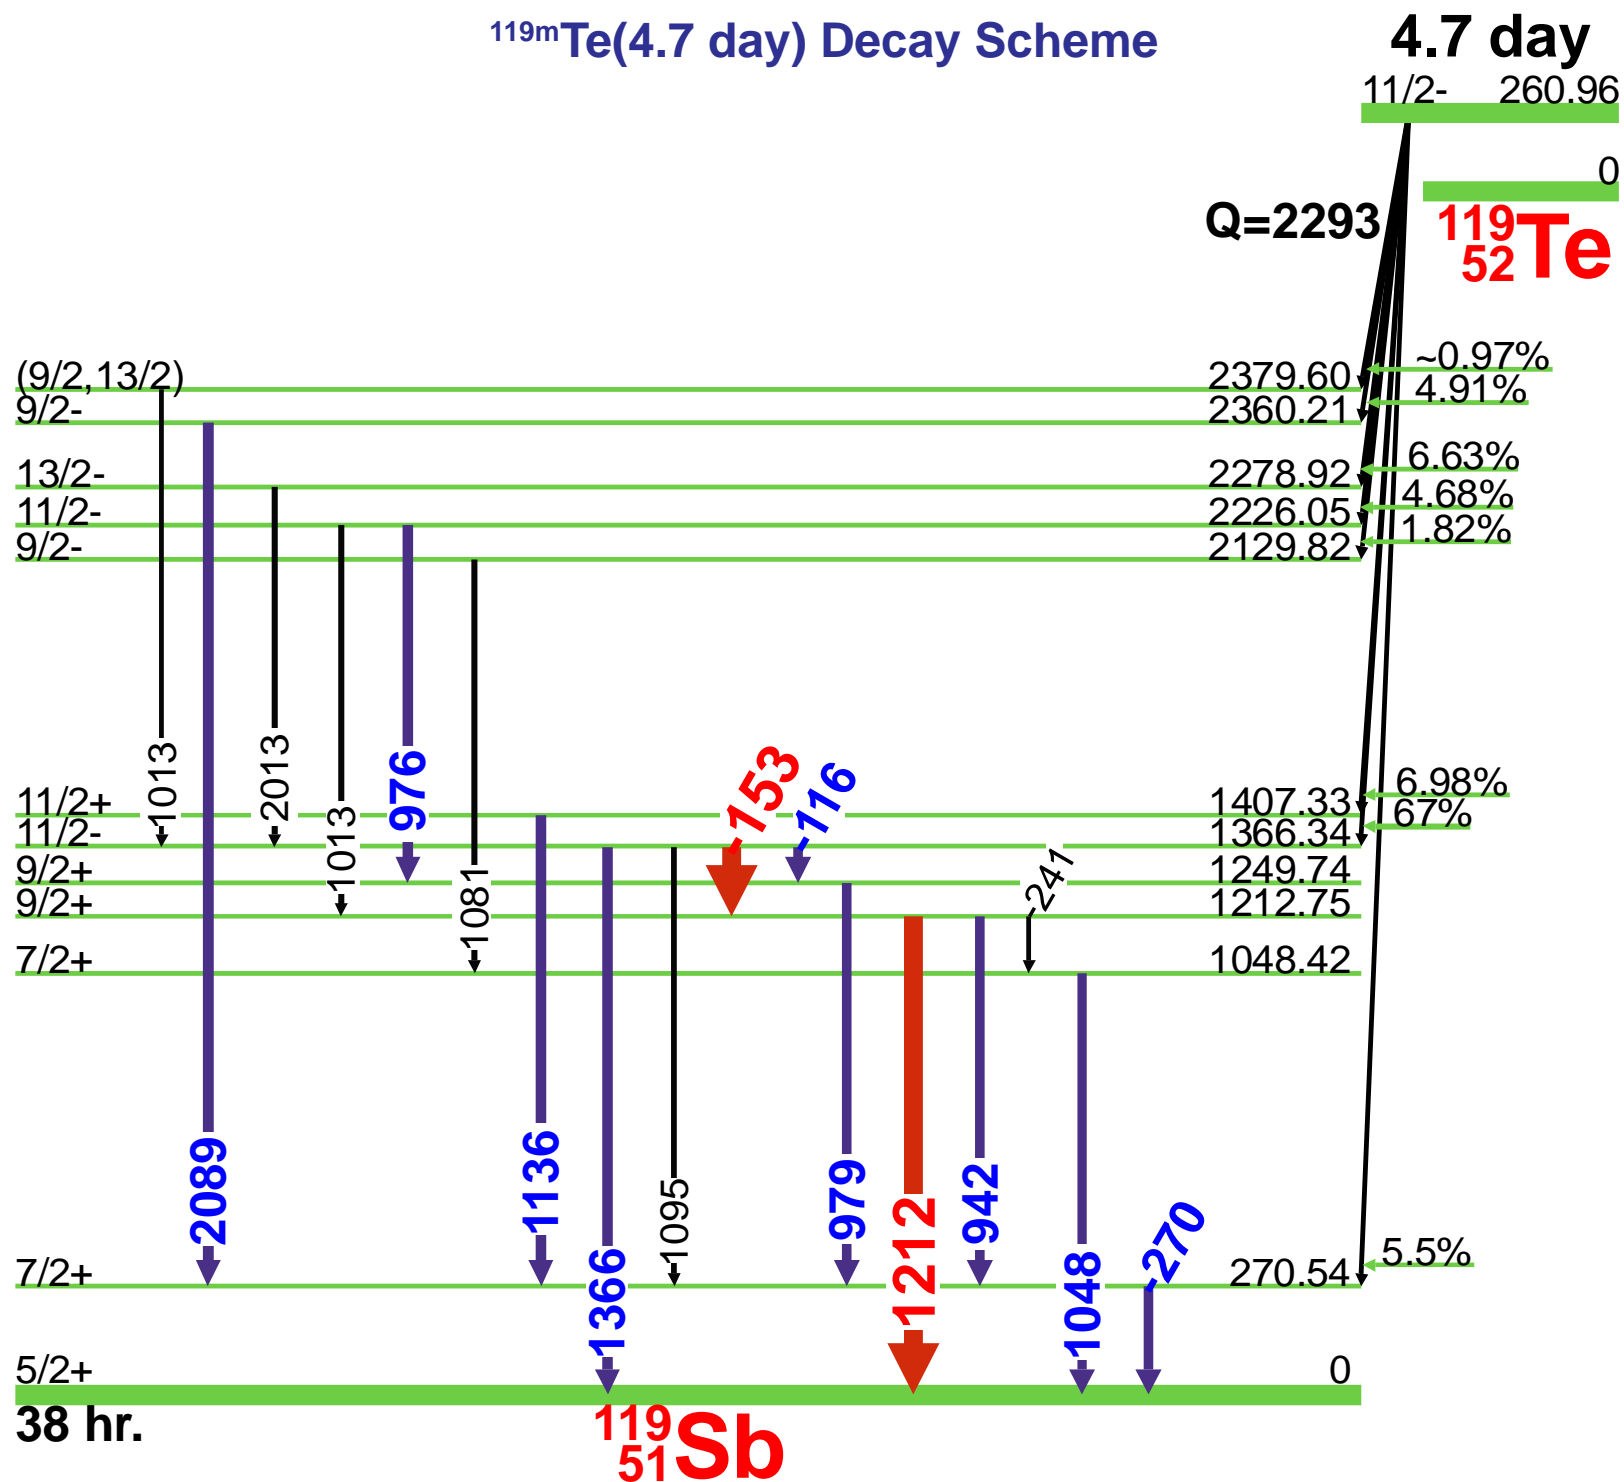 119mTe(4.7 day) Decay Scheme
4.7 day
11/2- 260.96
0
Q=2293
119
52Te
(9/2,13/2) 2379.60 ~0.97%
9/2- 2360.21 4.91%
13/2- 2278.92 6.63%
11/2- 2226.05 4.68%
9/2- 2129.82 1.82%
1013
2013
1013
976
1081
153
116
241
11/2+ 1407.33 6.98%
11/2- 1366.34 67%
9/2+ 1249.74
9/2+ 1212.75
7/2+ 1048.42
2089
1136
1366
1095
979
1212
942
1048
270
7/2+ 270.54 5.5%
5/2+ 0
38 hr.
119
51Sb